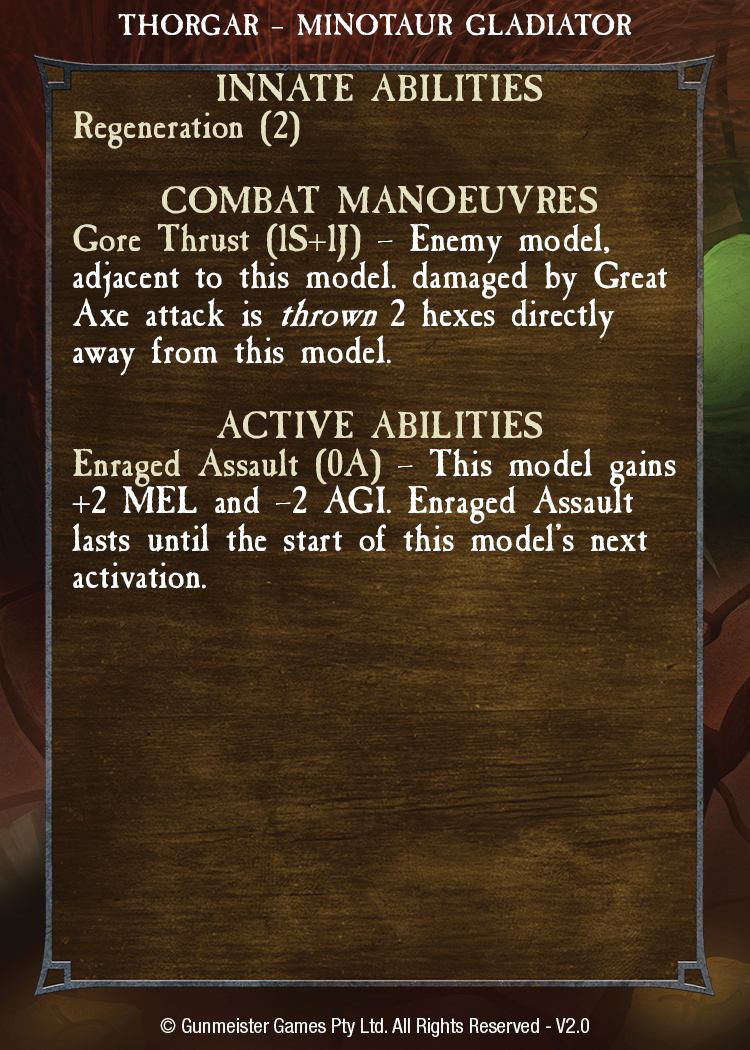 THORGAR – MINOTAUR GLADIATOR
INNATE ABILITIES
Regeneration (2)
COMBAT MANOEUVRES
Gore Thrust (1S+1J) – Enemy model,
adjacent to this model. damaged by Great
Axe attack is thrown 2 hexes directly
away from this model.
ACTIVE ABILITIES
Enraged Assault (0A) – This model gains
+2 MEL and –2 AGI. Enraged Assault
lasts until the start of this model's next
activation.
© Gunmeister Games Pty Ltd. All Rights Reserved - V2.0